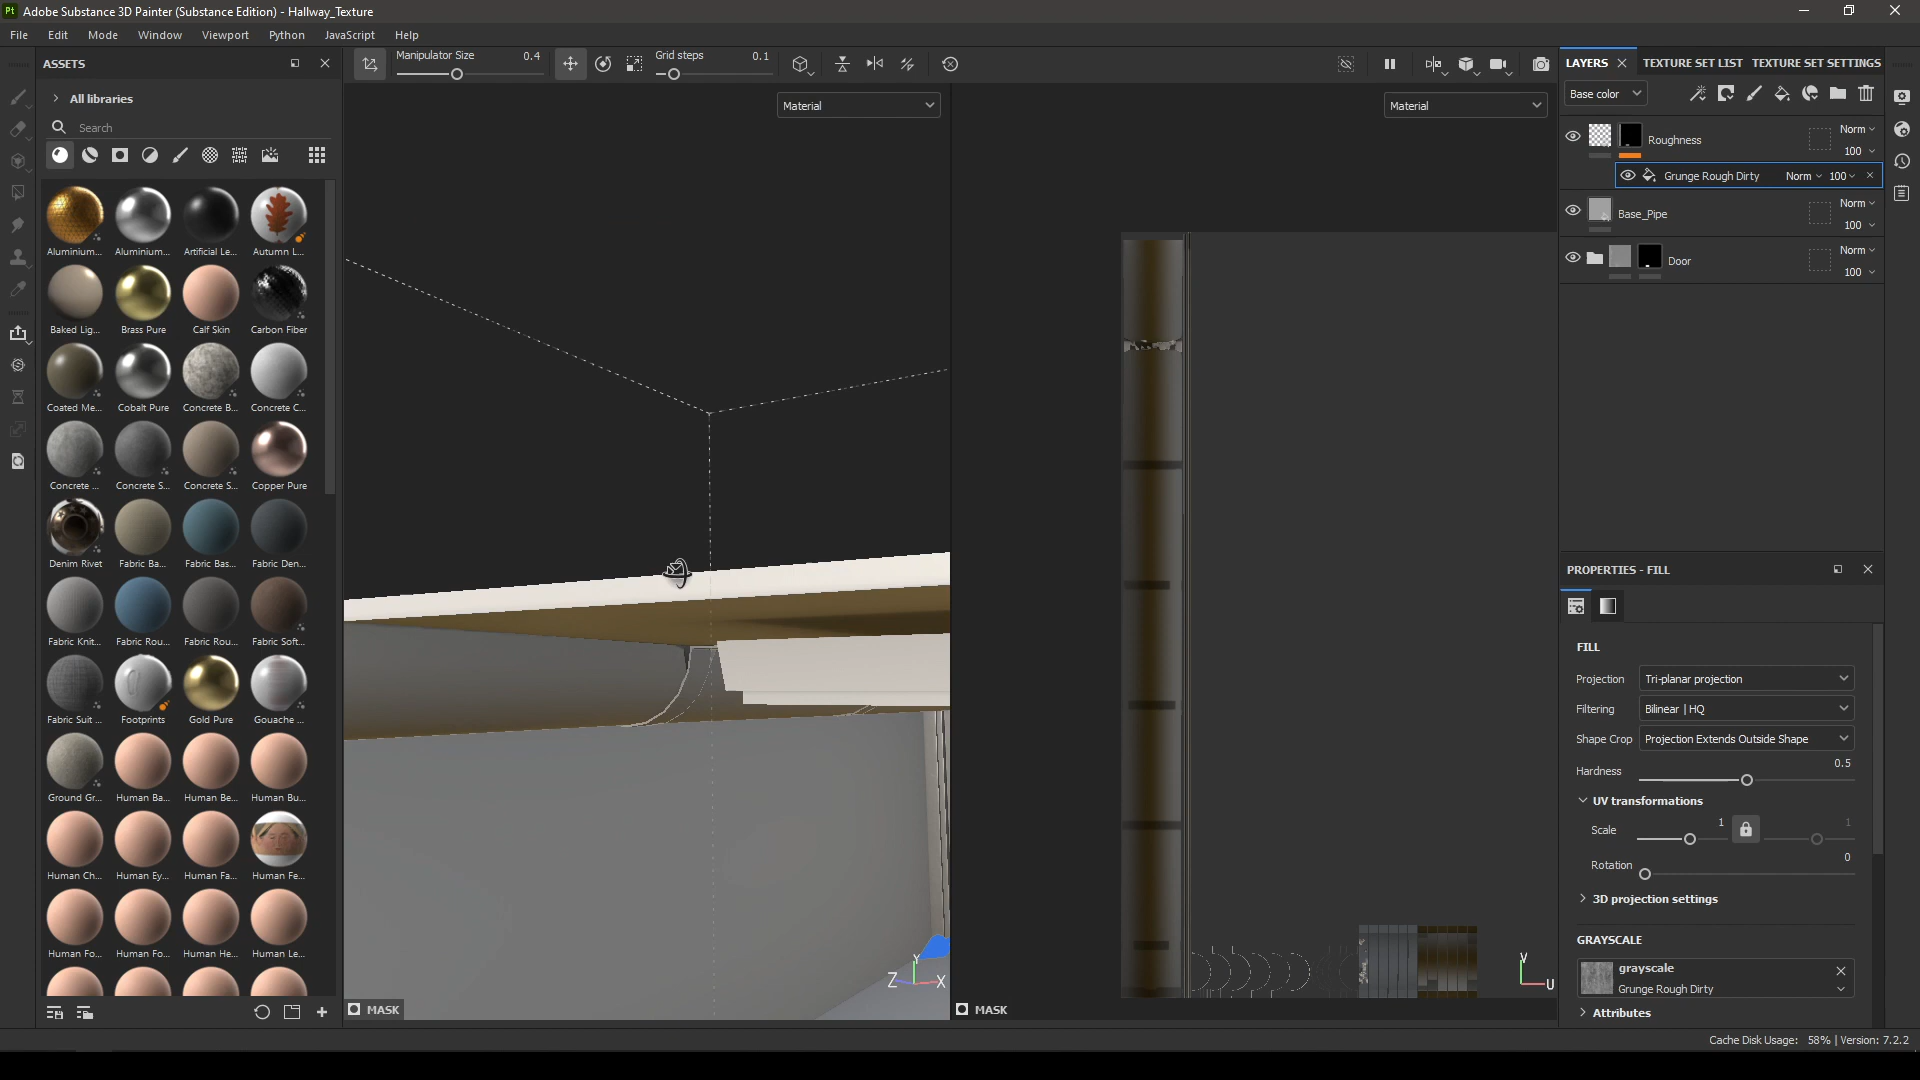 Pt Adobe Substance 3D Painter (Substance Edition) - Hallway_Texture
File Edit Mode Window Viewport Python JavaScript Help
ASSETS
Manipulator Size 0.4
Grid steps 0.1
All libraries
Search
Aluminium... Aluminium... Artificial Le... Autumn L...
Baked Lig... Brass Pure Calf Skin Carbon Fiber
Coated Me... Cobalt Pure Concrete B... Concrete C...
Concrete ... Concrete S... Concrete S... Copper Pure
Denim Rivet Fabric Ba... Fabric Bas... Fabric Den...
Fabric Knit... Fabric Rou... Fabric Rou... Fabric Soft...
Fabric Suit ... Footprints Gold Pure Gouache ...
Ground Gr... Human Ba... Human Be... Human Bu...
Human Ch... Human Ey... Human Fa... Human Fe...
Human Fo... Human Fo... Human He... Human Le...
Material
Z Y X
MASK
Material
V
U
MASK
LAYERS TEXTURE SET LIST TEXTURE SET SETTINGS
Base color
Roughness Norm
100
Grunge Rough Dirty Norm 100
Base_Pipe Norm
100
Door Norm
100
PROPERTIES - FILL
FILL
Projection Tri-planar projection
Filtering Bilinear | HQ
Shape Crop Projection Extends Outside Shape
Hardness 0.5
UV transformations
Scale 1 1
Rotation 0
3D projection settings
GRAYSCALE
grayscale
Grunge Rough Dirty
Attributes
Cache Disk Usage: 58% | Version: 7.2.2